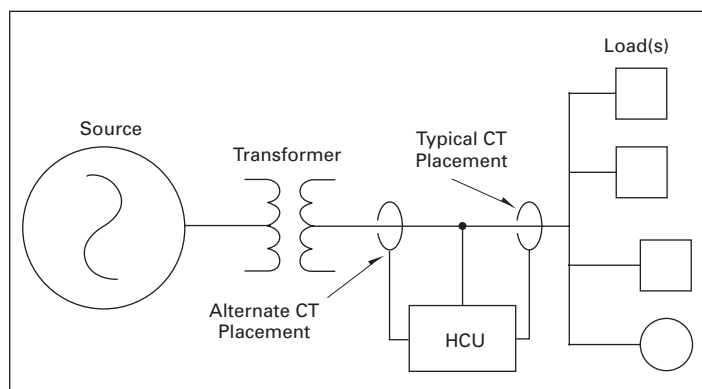 Load(s)
Source
Transformer
Typical CT
Placement
Alternate CT
Placement
HCU